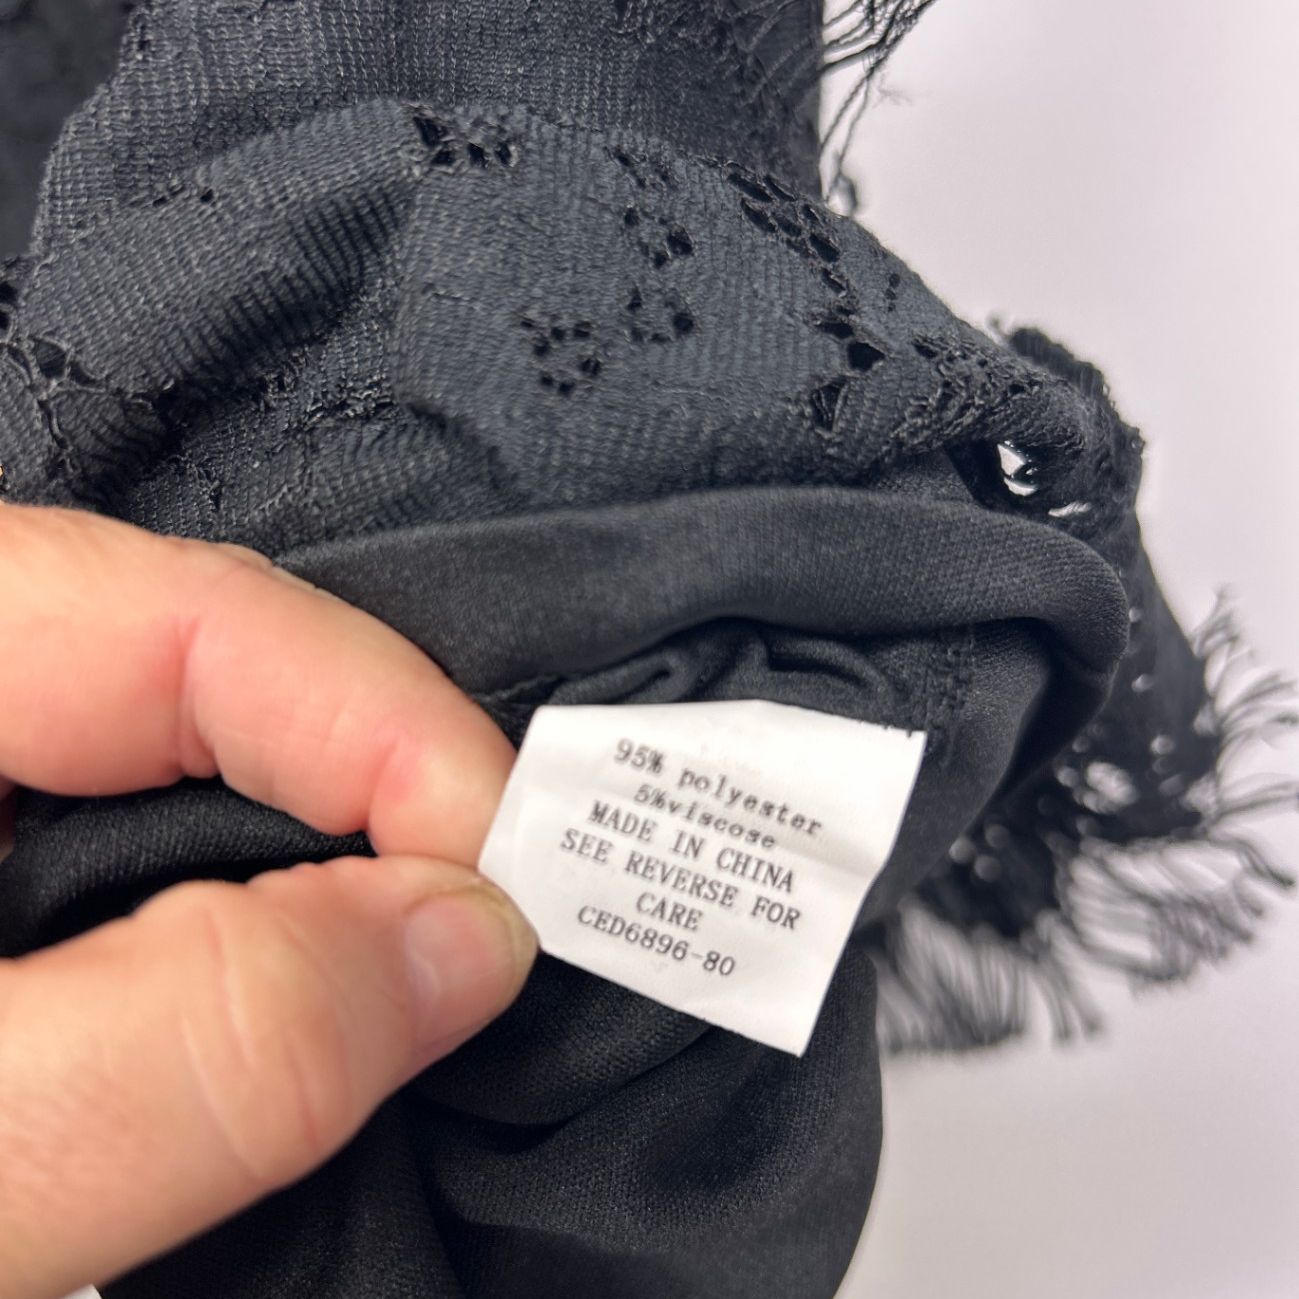 95% polyester
5%viscose
MADE IN CHINA
SEE REVERSE FOR
CARE
CED6896-80